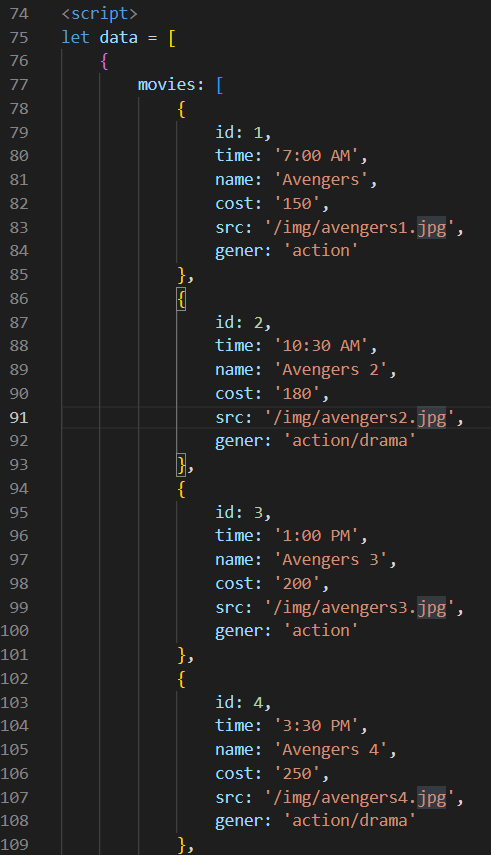 74 <script>
75 let data = [
76     {
77         movies: [
78             {
79                 id: 1,
80                 time: '7:00 AM',
81                 name: 'Avengers',
82                 cost: '150',
83                 src: '/img/avengers1.jpg',
84                 gener: 'action'
85             },
86             {
87                 id: 2,
88                 time: '10:30 AM',
89                 name: 'Avengers 2',
90                 cost: '180',
91                 src: '/img/avengers2.jpg',
92                 gener: 'action/drama'
93             },
94             {
95                 id: 3,
96                 time: '1:00 PM',
97                 name: 'Avengers 3',
98                 cost: '200',
99                 src: '/img/avengers3.jpg',
100                 gener: 'action'
101             },
102             {
103                 id: 4,
104                 time: '3:30 PM',
105                 name: 'Avengers 4',
106                 cost: '250',
107                 src: '/img/avengers4.jpg',
108                 gener: 'action/drama'
109             },